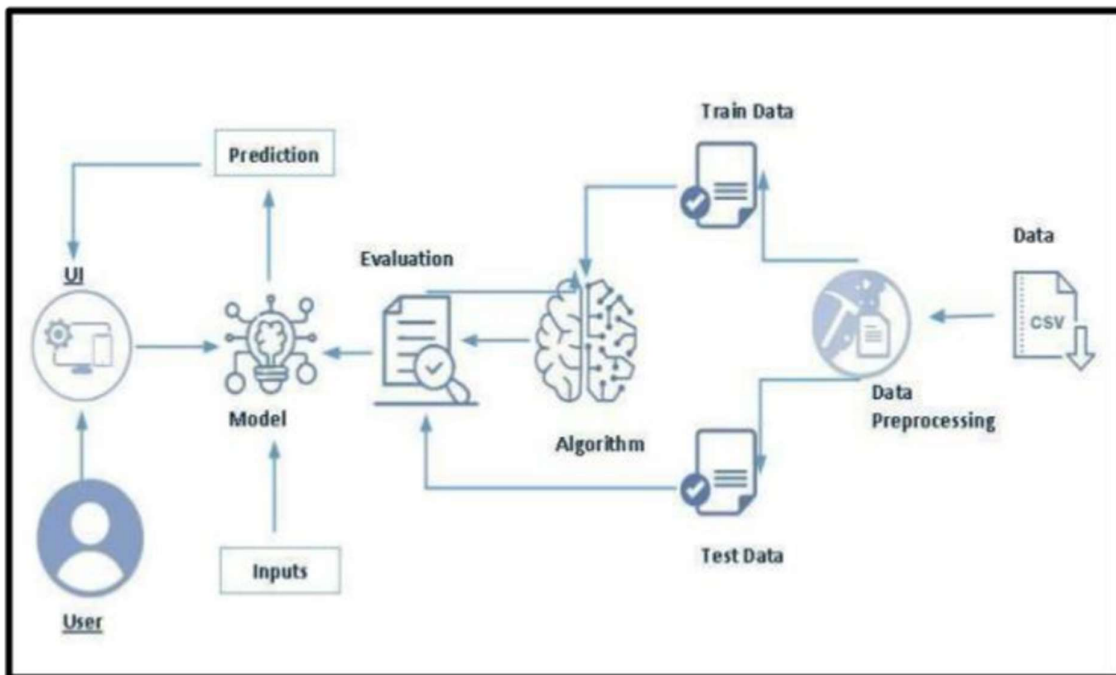 Train Data
Prediction
Data
Evaluation
UI
CSV
Model
Data
Preprocessing
Algorithm
Test Data
Inputs
User